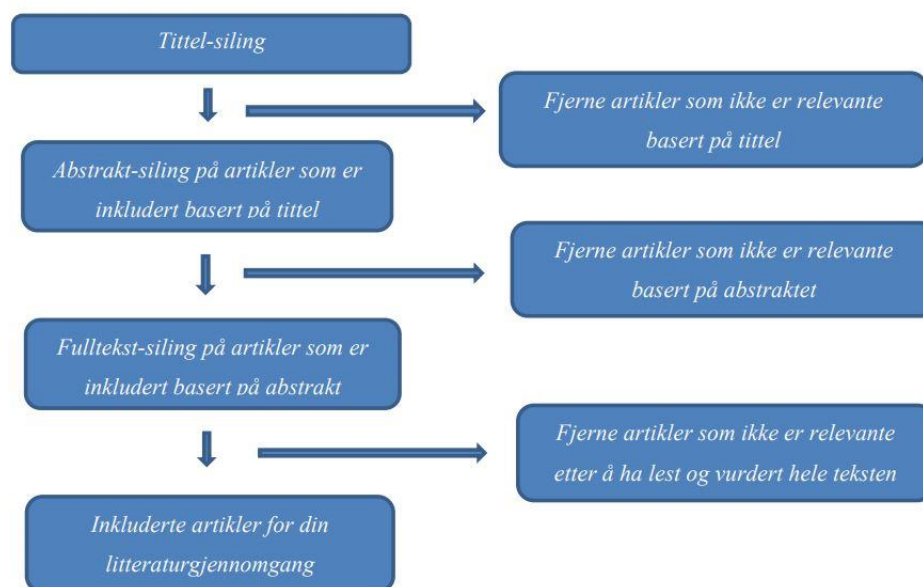 Tittel-siling
Fjerne artikler som ikke er relevante
basert på tittel
Abstrakt-siling på artikler som er
inkludert basert på tittel
Fjerne artikler som ikke er relevante
basert på abstraktet
Fulltekst-siling på artikler som er
inkludert basert på abstrakt
Fjerne artikler som ikke er relevante
etter å ha lest og vurdert hele teksten
Inkluderte artikler for din
litteraturgjennomgang